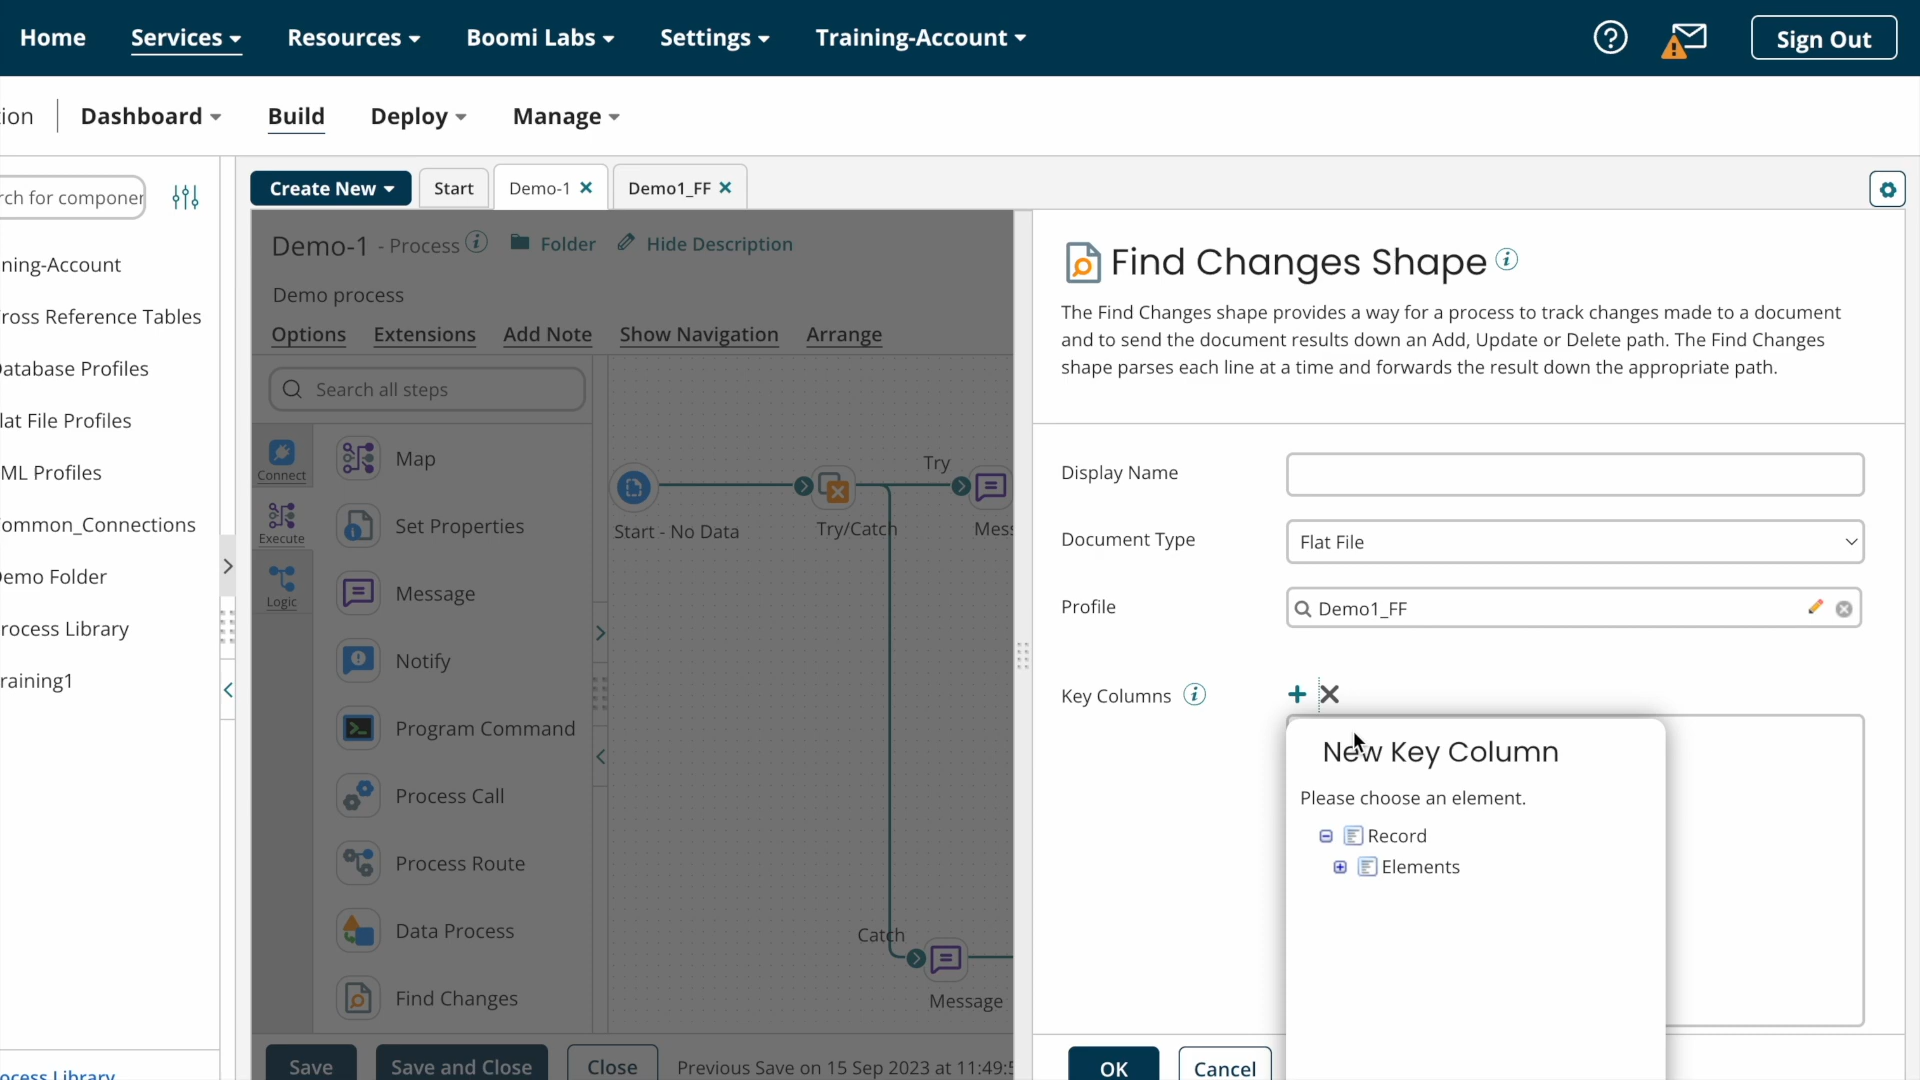 Home Services Resources Boomi Labs Settings Training-Account Sign Out
ion Dashboard Build Deploy Manage
rch for componen
ning-Account
ross Reference Tables
atabase Profiles
lat File Profiles
ML Profiles
ommon_Connections
emo Folder
rocess Library
raining1
ocess Library
Create New Start Demo-1 Demo1_FF
Demo-1 - Process Folder Hide Description
Demo process
Options Extensions Add Note Show Navigation Arrange
Search all steps
Connect
Execute
Logic
Map
Set Properties
Message
Notify
Program Command
Process Call
Process Route
Data Process
Find Changes
Start - No Data
Try/Catch
Try
Mess
Catch
Message
Save Save and Close Close Previous Save on 15 Sep 2023 at 11:49:5
Find Changes Shape
The Find Changes shape provides a way for a process to track changes made to a document
and to send the document results down an Add, Update or Delete path. The Find Changes
shape parses each line at a time and forwards the result down the appropriate path.
Display Name
Document Type Flat File
Profile Demo1_FF
Key Columns
New Key Column
Please choose an element.
Record
Elements
OK Cancel